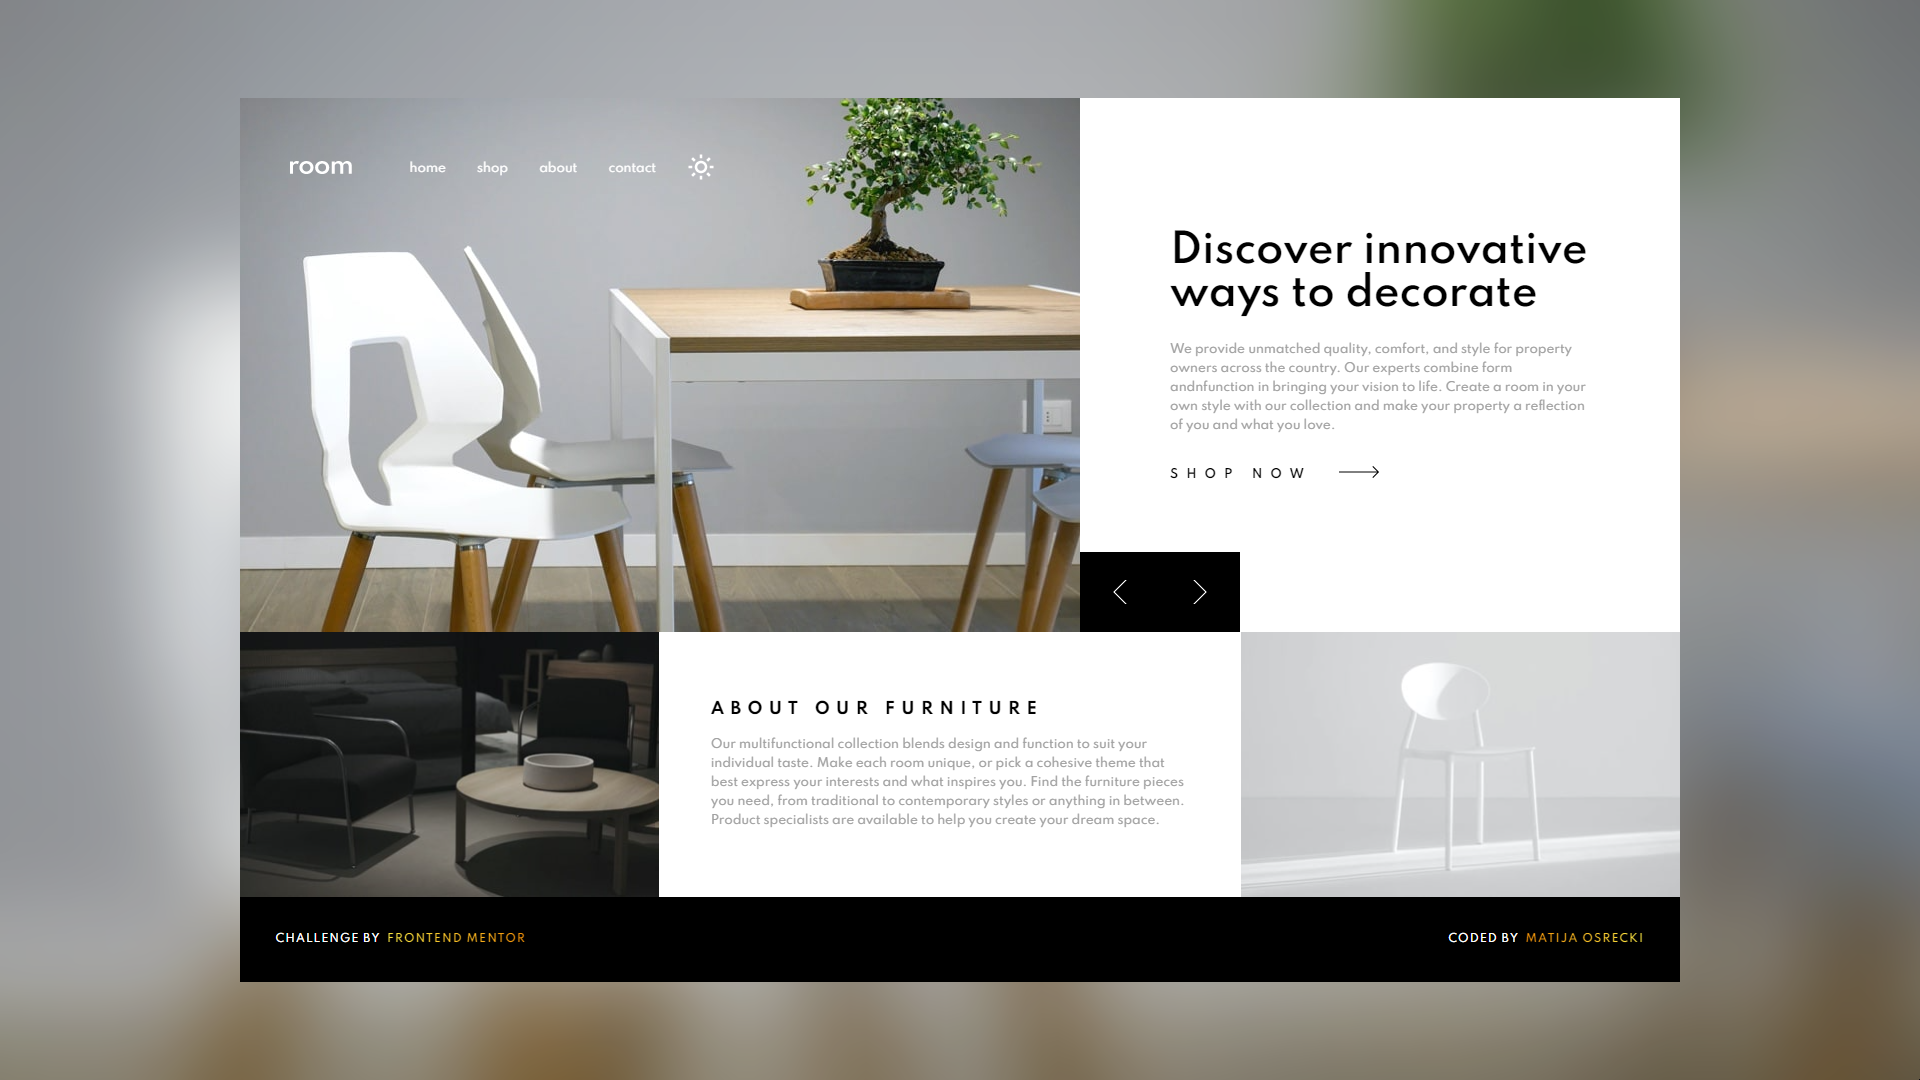 room
home shop about contact
Discover innovative
ways to decorate
We provide unmatched quality, comfort, and style for property
owners across the country. Our experts combine form
andnfunction in bringing your vision to life. Create a room in your
own style with our collection and make your property a reflection
of you and what you love.
SHOP NOW
ABOUT OUR FURNITURE
Our multifunctional collection blends design and function to suit your
individual taste. Make each room unique, or pick a cohesive theme that
best express your interests and what inspires you. Find the furniture pieces
you need, from traditional to contemporary styles or anything in between.
Product specialists are available to help you create your dream space.
CHALLENGE BY FRONTEND MENTOR
CODED BY MATIJA OSRECKI